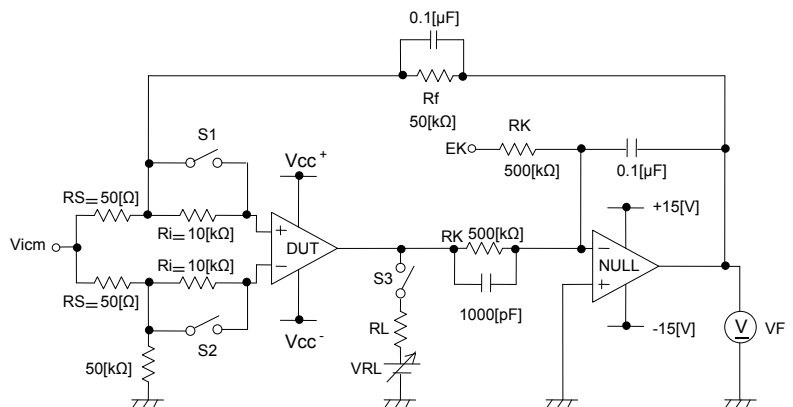 0.1[μF]
Rf
50[kΩ]
S1
RK
EK
500[kΩ]
0.1[μF]
Vcc+
RS=50[Ω]
+15[V]
Vicm
Ri=10[kΩ]
DUT
RK
500[kΩ]
NULL
Ri=10[kΩ]
S3
RS=50[Ω]
1000[pF]
V
VF
RL
-15[V]
Vcc-
S2
50[kΩ]
VRL
+
−
−
+